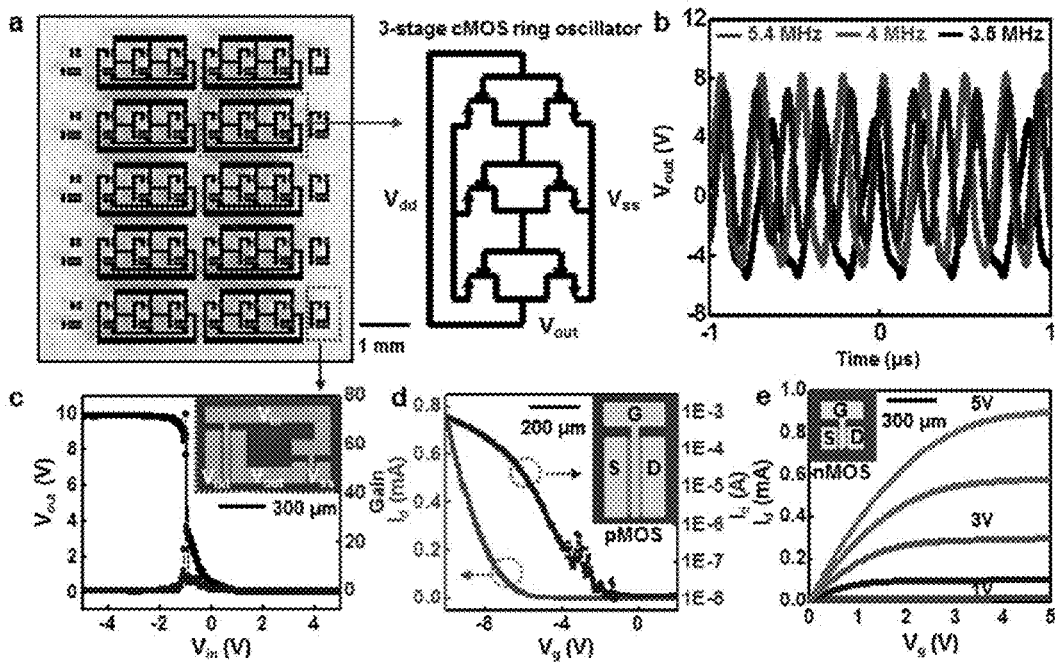 a
3-stage cMOS ring oscillator
V_dd
V_ss
V_out
1 mm
b
5.4 MHz 4 MHz 3.5 MHz
V_out (V)
12
8
4
0
-4
-8
-1 0 1
Time (µs)
c
V_out (V)
10
8
6
4
2
0
-4 -2 0 2 4
V_in (V)
80
60
40
20
0
Gain
300 µm
d
I_d (mA)
0.8
0.6
0.4
0.2
0.0
-8 -4 0
V_g (V)
1E-3
1E-4
1E-5
1E-6
1E-7
1E-8
I_d (A)
200 µm
G
S D
pMOS
e
I_d (mA)
1.0
0.8
0.6
0.4
0.2
0.0
0 1 2 3 4 5
V_g (V)
G
S D
nMOS
300 µm
5V
3V
1V